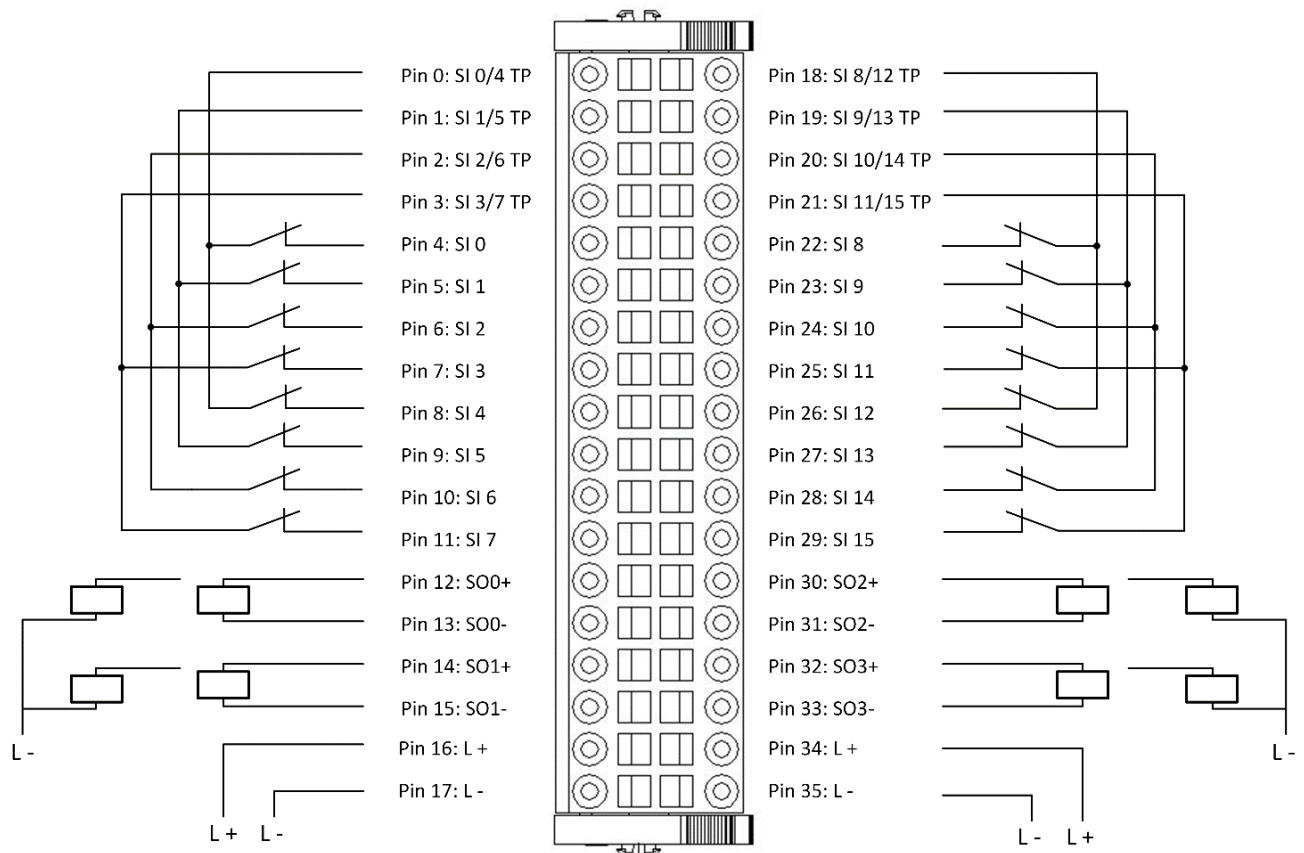 Pin 0: SI 0/4 TP
Pin 1: SI 1/5 TP
Pin 2: SI 2/6 TP
Pin 3: SI 3/7 TP
Pin 4: SI 0
Pin 5: SI 1
Pin 6: SI 2
Pin 7: SI 3
Pin 8: SI 4
Pin 9: SI 5
Pin 10: SI 6
Pin 11: SI 7
Pin 12: SO0+
Pin 13: SO0-
Pin 14: SO1+
Pin 15: SO1-
Pin 16: L +
Pin 17: L -
L -
L +
L -
Pin 18: SI 8/12 TP
Pin 19: SI 9/13 TP
Pin 20: SI 10/14 TP
Pin 21: SI 11/15 TP
Pin 22: SI 8
Pin 23: SI 9
Pin 24: SI 10
Pin 25: SI 11
Pin 26: SI 12
Pin 27: SI 13
Pin 28: SI 14
Pin 29: SI 15
Pin 30: SO2+
Pin 31: SO2-
Pin 32: SO3+
Pin 33: SO3-
Pin 34: L +
Pin 35: L -
L -
L -
L +